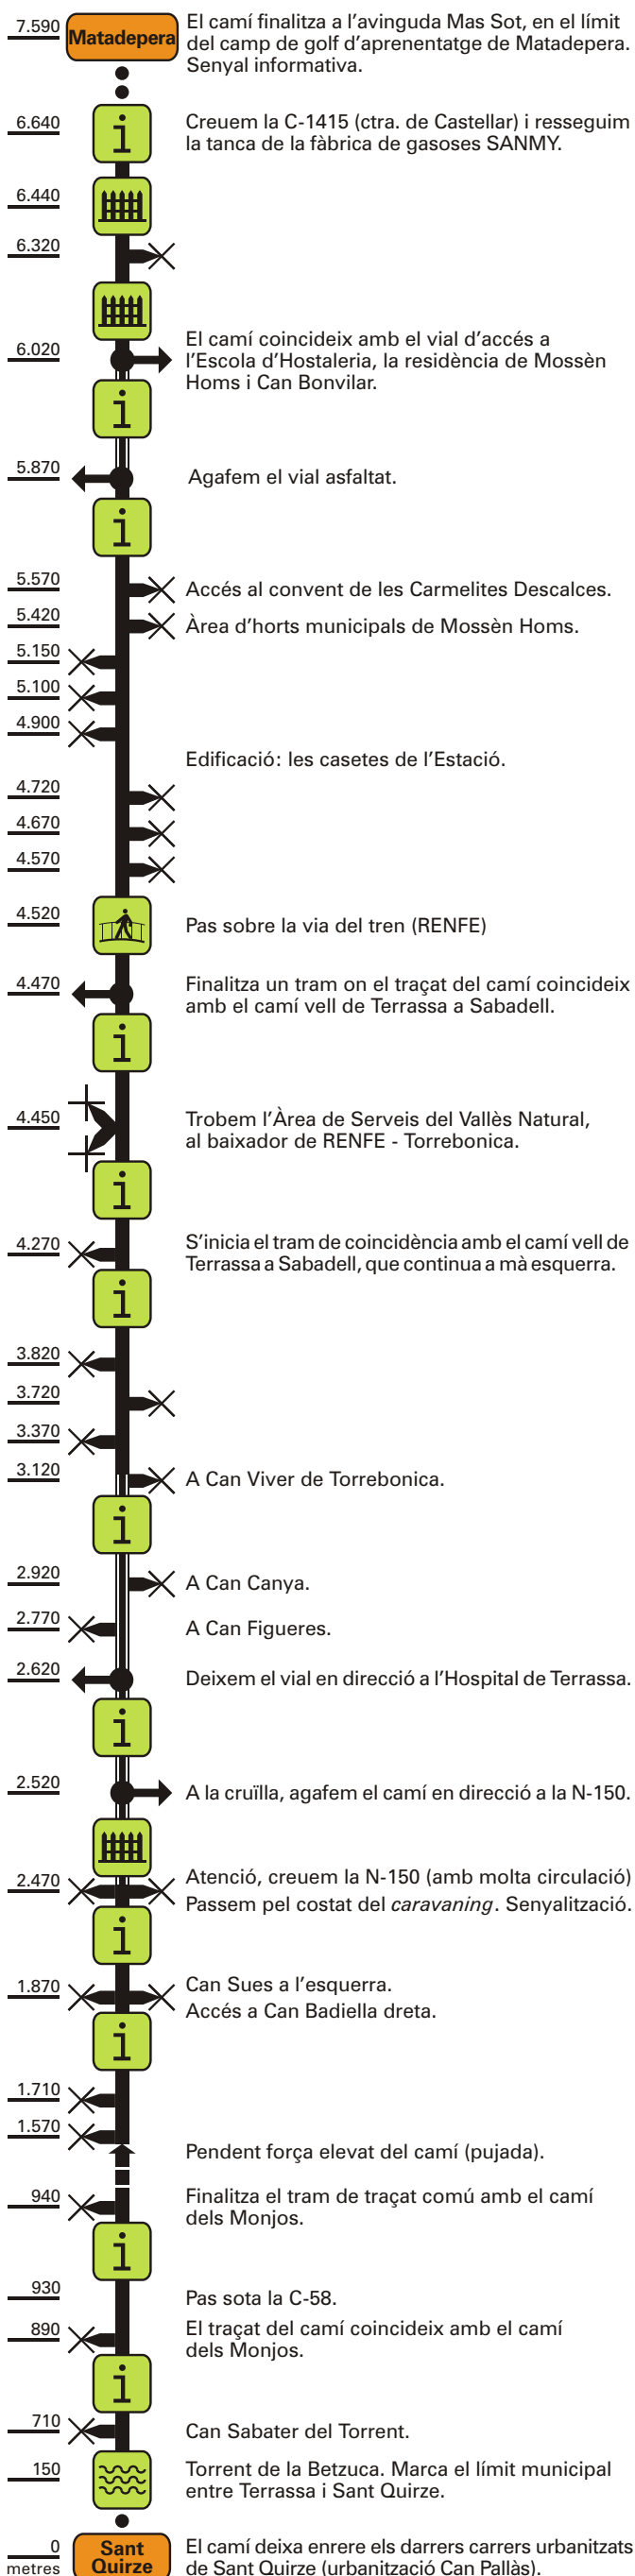 7.590 Matadepera El camí finalitza a l'avinguda Mas Sot, en el límit
del camp de golf d'aprenentatge de Matadepera.
Senyal informativa.
6.640 i Creuem la C-1415 (ctra. de Castellar) i resseguim
la tanca de la fàbrica de gasoses SANMY.
6.440
6.320
6.020 El camí coincideix amb el vial d'accés a
l'Escola d'Hostaleria, la residència de Mossèn
Homs i Can Bonvilar.
i
5.870 Agafem el vial asfaltat.
i
5.570 Accés al convent de les Carmelites Descalces.
5.420 Àrea d'horts municipals de Mossèn Homs.
5.150
5.100
4.900
Edificació: les casetes de l'Estació.
4.720
4.670
4.570
4.520 Pas sobre la via del tren (RENFE)
4.470 Finalitza un tram on el traçat del camí coincideix
amb el camí vell de Terrassa a Sabadell.
i
4.450 Trobem l'Àrea de Serveis del Vallès Natural,
al baixador de RENFE - Torrebonica.
i
4.270 S'inicia el tram de coincidència amb el camí vell de
Terrassa a Sabadell, que continua a mà esquerra.
i
3.820
3.720
3.370
3.120 A Can Viver de Torrebonica.
i
2.920 A Can Canya.
2.770 A Can Figueres.
2.620 Deixem el vial en direcció a l'Hospital de Terrassa.
i
2.520 A la cruïlla, agafem el camí en direcció a la N-150.
2.470 Atenció, creuem la N-150 (amb molta circulació)
Passem pel costat del caravaning. Senyalització.
i
1.870 Can Sues a l'esquerra.
Accés a Can Badiella dreta.
i
1.710
1.570
Pendent força elevat del camí (pujada).
940 Finalitza el tram de traçat comú amb el camí
dels Monjos.
i
930 Pas sota la C-58.
890 El traçat del camí coincideix amb el camí
dels Monjos.
i
710 Can Sabater del Torrent.
150 Torrent de la Betzuca. Marca el límit municipal
entre Terrassa i Sant Quirze.
0 Sant El camí deixa enrere els darrers carrers urbanitzats
metres Quirze de Sant Quirze (urbanització Can Pallàs).